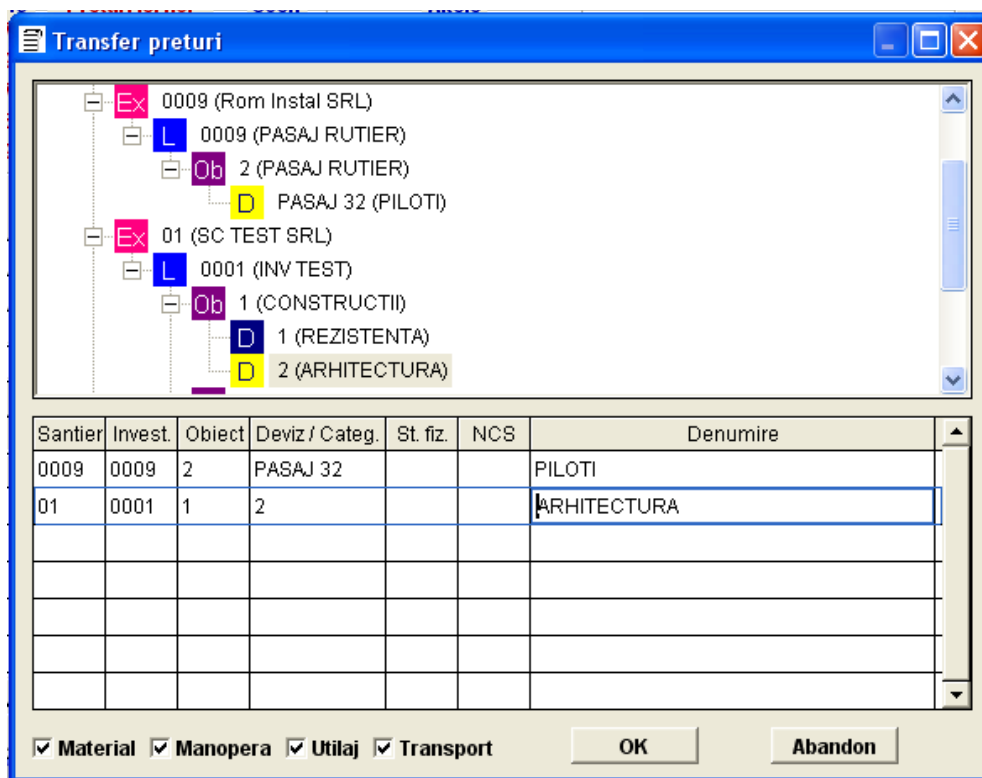 Transfer preturi
Ex 0009 (Rom Instal SRL)
L 0009 (PASAJ RUTIER)
Ob 2 (PASAJ RUTIER)
D PASAJ 32 (PILOTI)
Ex 01 (SC TEST SRL)
L 0001 (INV TEST)
Ob 1 (CONSTRUCTII)
D 1 (REZISTENTA)
D 2 (ARHITECTURA)
Santier Invest. Obiect Deviz / Categ. St. fiz. NCS Denumire
0009 0009 2 PASAJ 32 PILOTI
01 0001 1 2 ARHITECTURA
Material Manopera Utilaj Transport OK Abandon